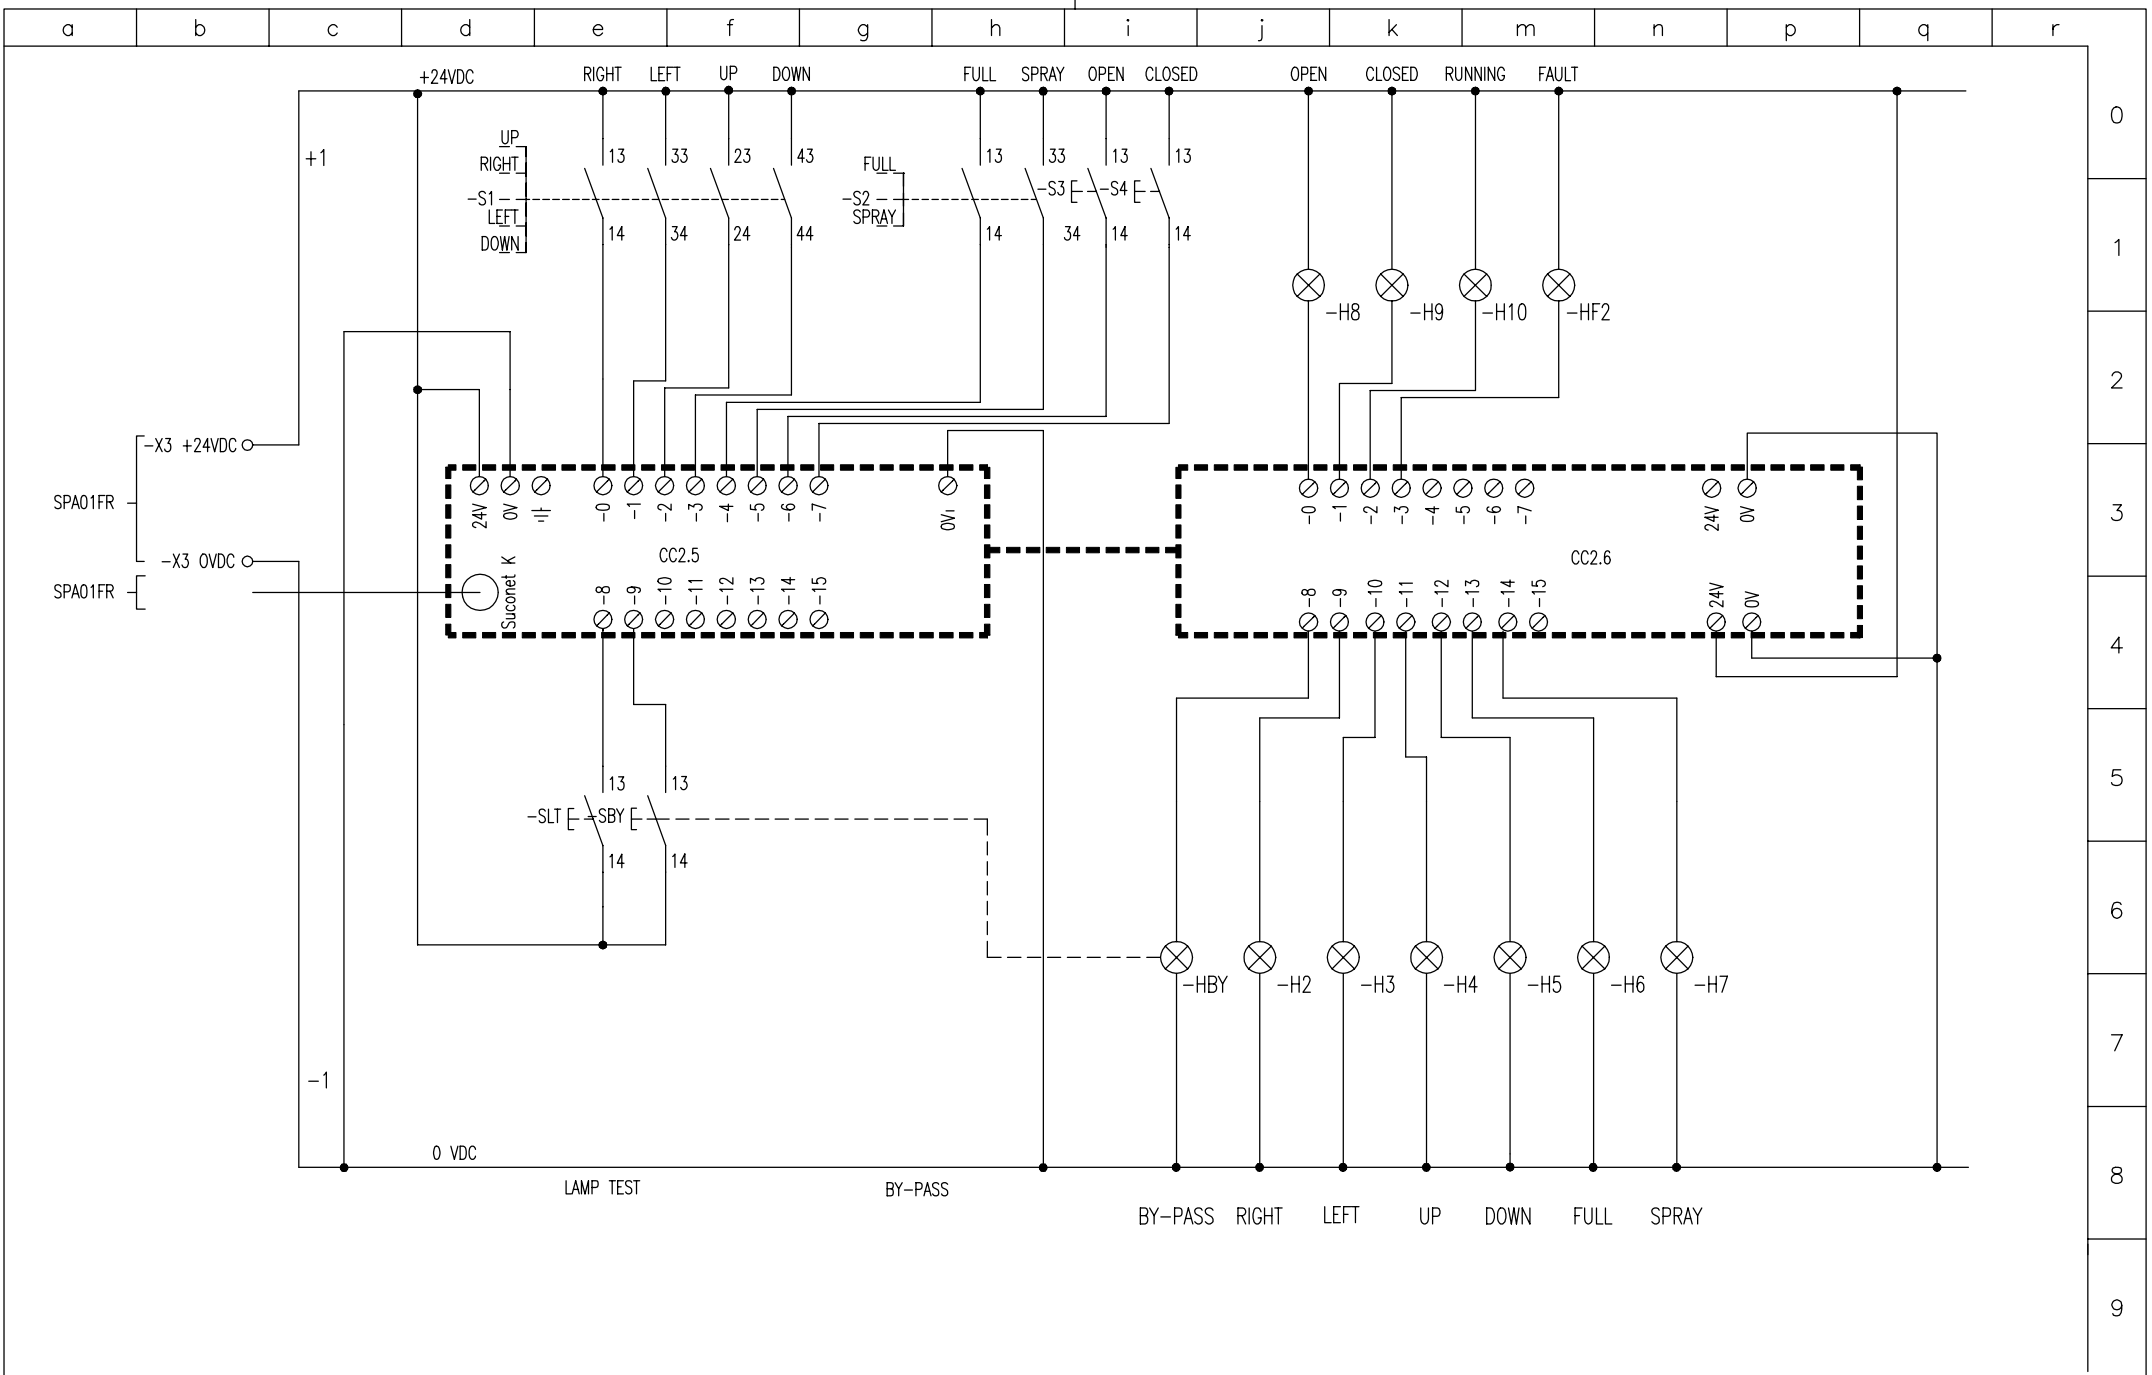 a b c d e f g h i j k m n p q r
+24VDC RIGHT LEFT UP DOWN FULL SPRAY OPEN CLOSED OPEN CLOSED RUNNING FAULT
0
UP
+1 RIGHT 13 33 23 43 FULL 13 33 13 13
-S1 -S2 -S3 -S4
LEFT SPRAY
DOWN 14 34 24 44 14 34 14 14
1
-H8 -H9 -H10 -HF2
2
-X3 +24VDC
SPA01FR
24V 0V -0 -1 -2 -3 -4 -5 -6 -7 0VI
-0 -1 -2 -3 -4 -5 -6 -7 24V 0V
3
-X3 0VDC
CC2.5 CC2.6
SPA01FR
Suconet K
-8 -9 -10 -11 -12 -13 -14 -15
-8 -9 -10 -11 -12 -13 -14 -15 24V 0V
4
13 13
5
-SLT -SBY
14 14
6
-HBY -H2 -H3 -H4 -H5 -H6 -H7
7
-1
0 VDC
8
LAMP TEST BY-PASS
BY-PASS RIGHT LEFT UP DOWN FULL SPRAY
9